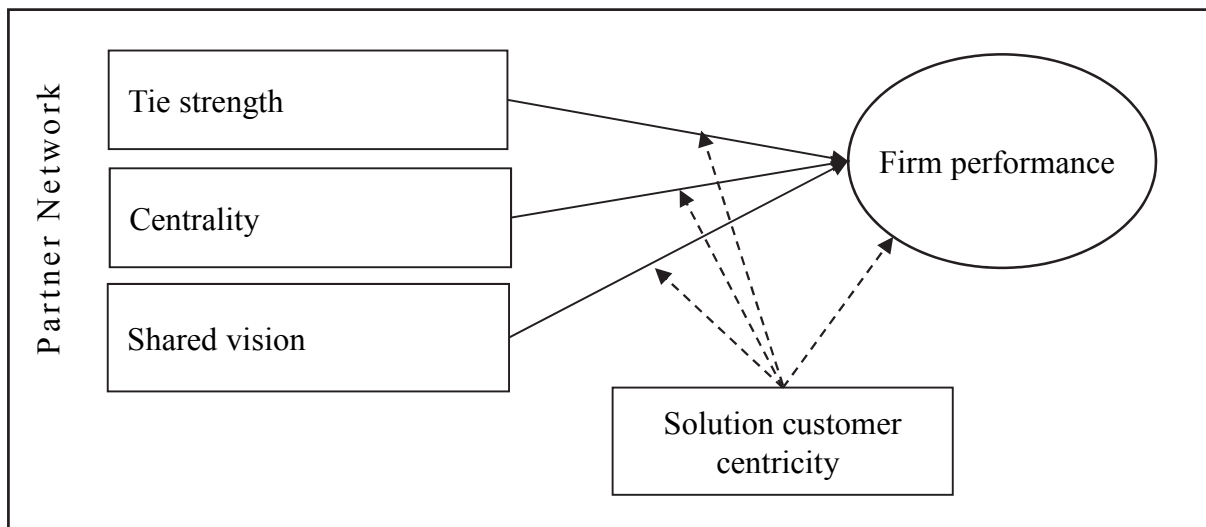 Partner Network
Tie strength
Centrality
Shared vision
Firm performance
Solution customer
centricity